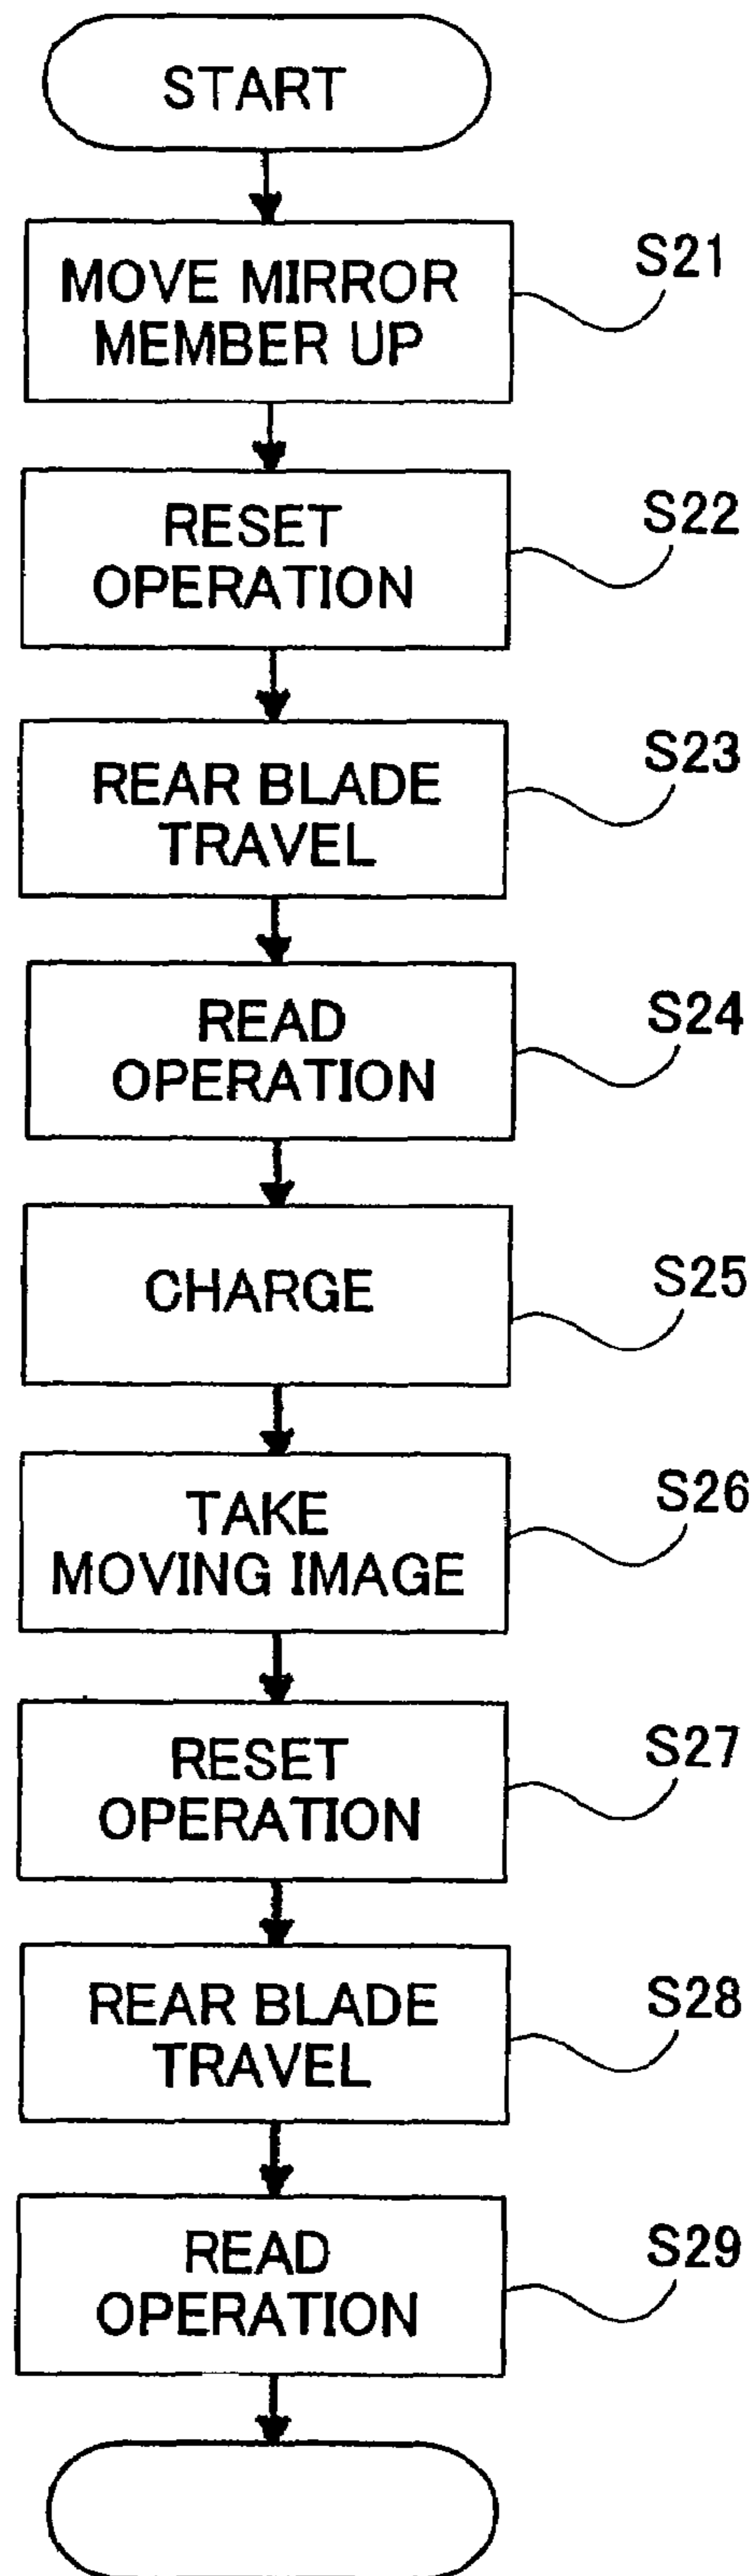 START
MOVE MIRROR
MEMBER UP
S21
RESET
OPERATION
S22
REAR BLADE
TRAVEL
S23
READ
OPERATION
S24
CHARGE
S25
TAKE
MOVING IMAGE
S26
RESET
OPERATION
S27
REAR BLADE
TRAVEL
S28
READ
OPERATION
S29